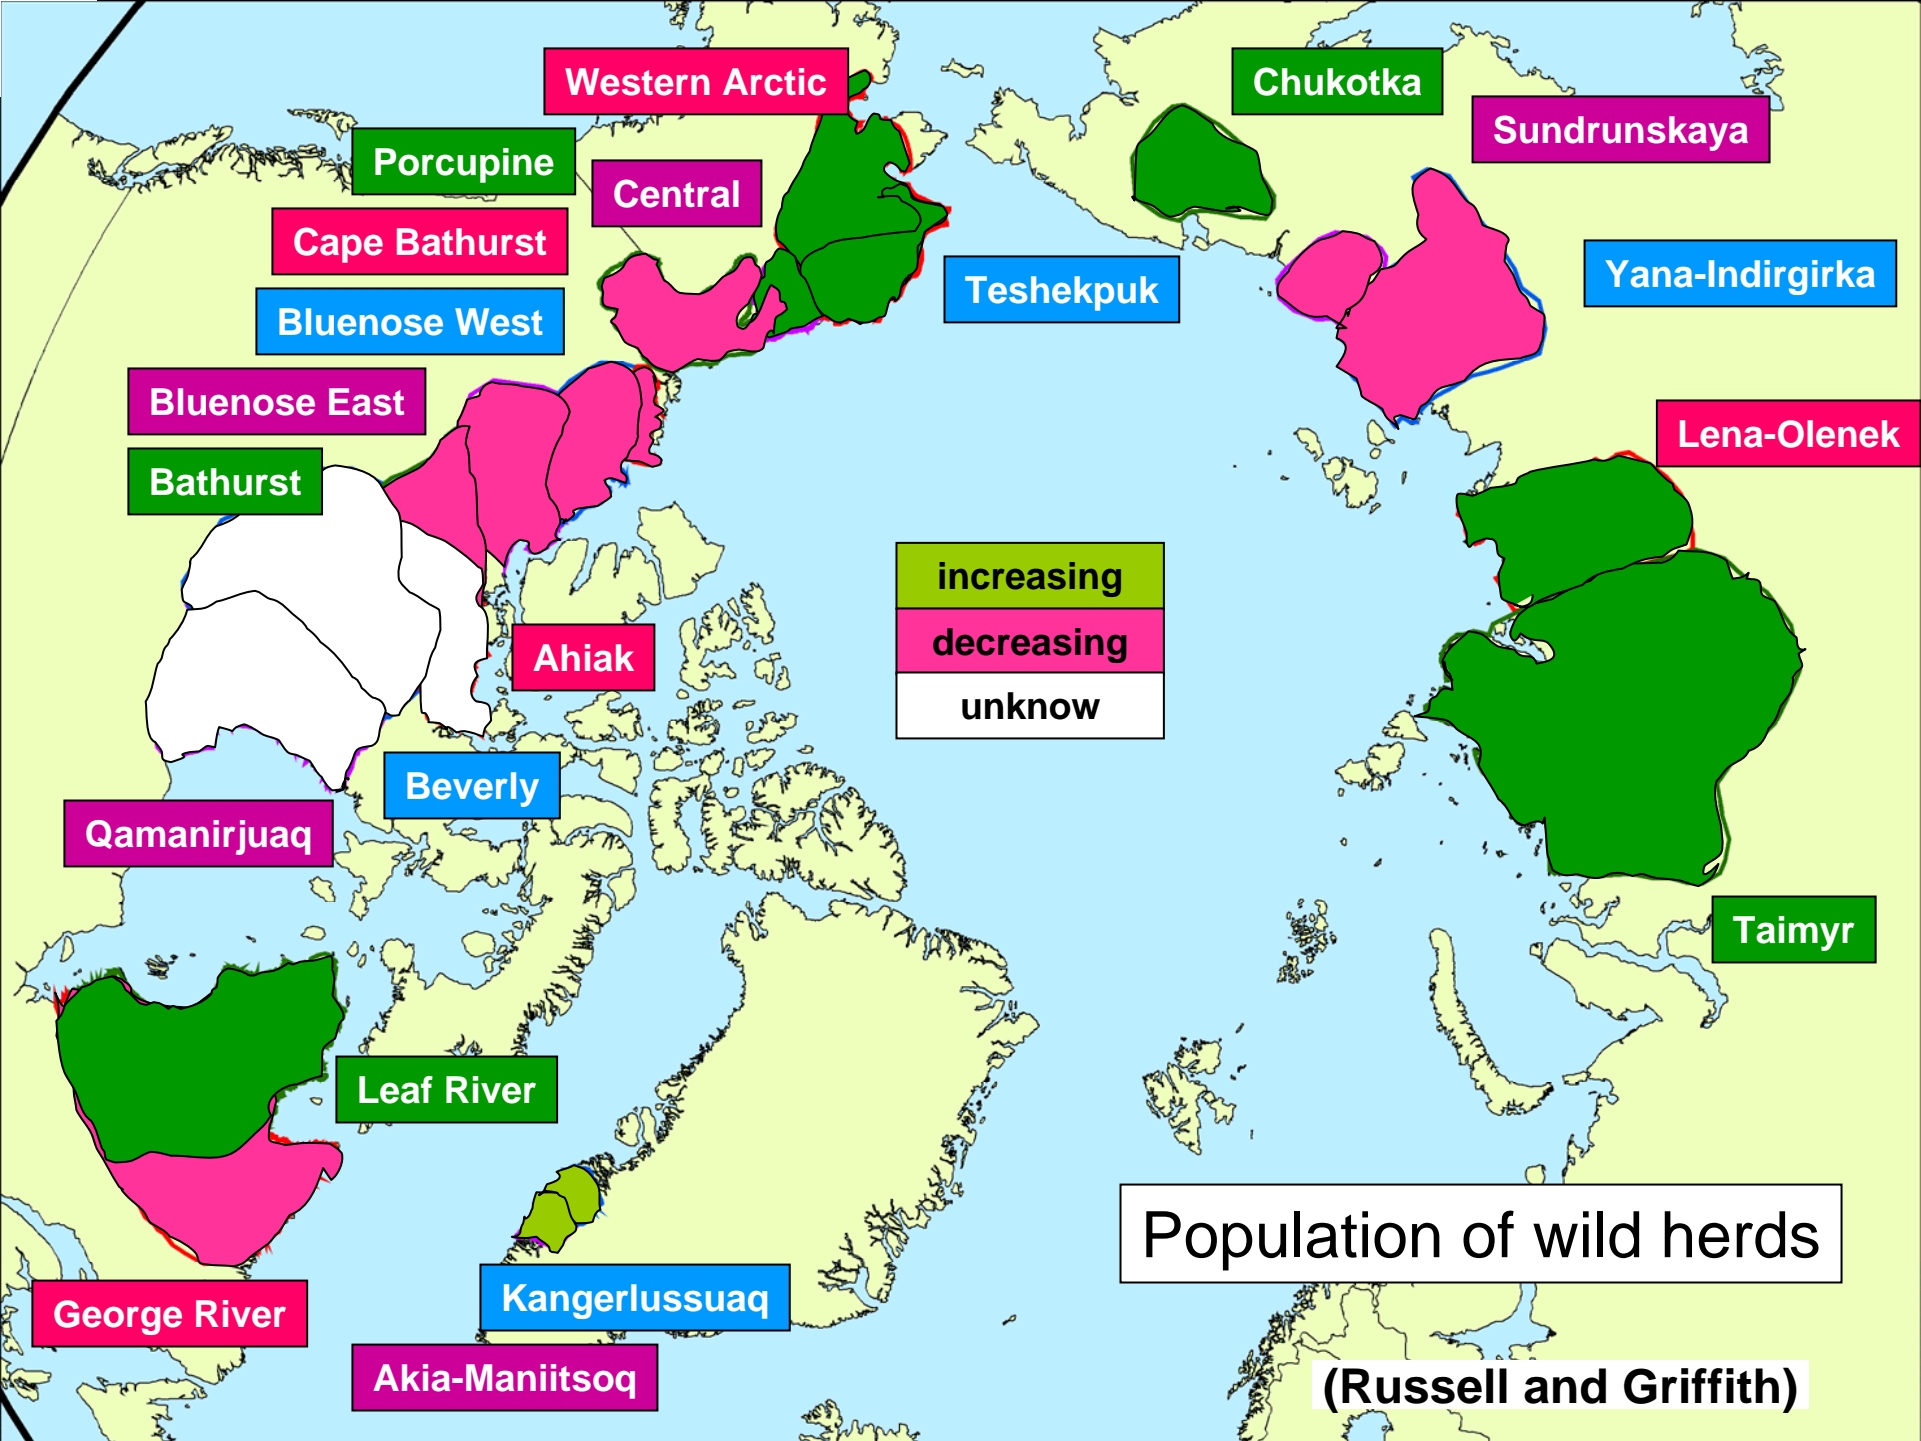 Western Arctic
Chukotka
Sundrunskaya
Porcupine
Central
Cape Bathurst
Teshekpuk
Yana-Indirgirka
Bluenose West
Bluenose East
Lena-Olenek
Bathurst
increasing
decreasing
unknow
Ahiak
Beverly
Qamanirjuaq
Taimyr
Leaf River
Population of wild herds
Kangerlussuaq
George River
Akia-Maniitsoq
(Russell and Griffith)